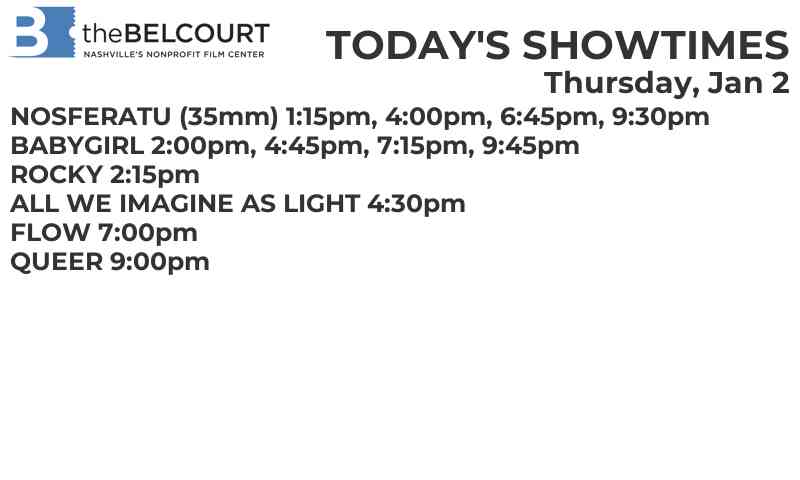 B theBELCOURT
NASHVILLE'S NONPROFIT FILM CENTER
TODAY'S SHOWTIMES
Thursday, Jan 2
NOSFERATU (35mm) 1:15pm, 4:00pm, 6:45pm, 9:30pm
BABYGIRL 2:00pm, 4:45pm, 7:15pm, 9:45pm
ROCKY 2:15pm
ALL WE IMAGINE AS LIGHT 4:30pm
FLOW 7:00pm
QUEER 9:00pm